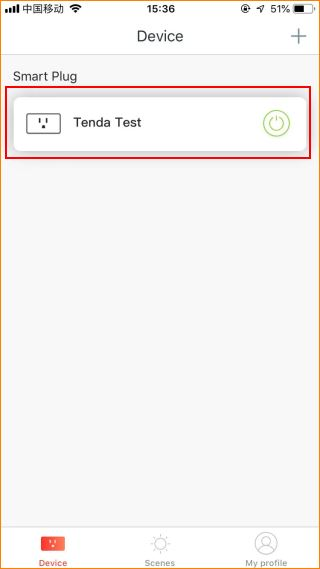 中国移动 15:36 51%
Device
Smart Plug
Tenda Test
Device Scenes My profile